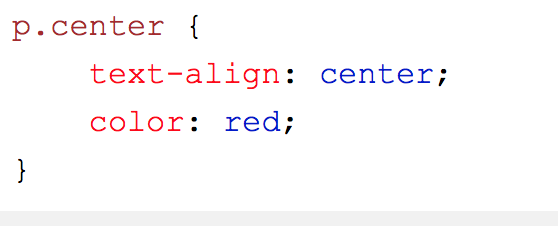 p.center {
    text-align: center;
    color: red;
}